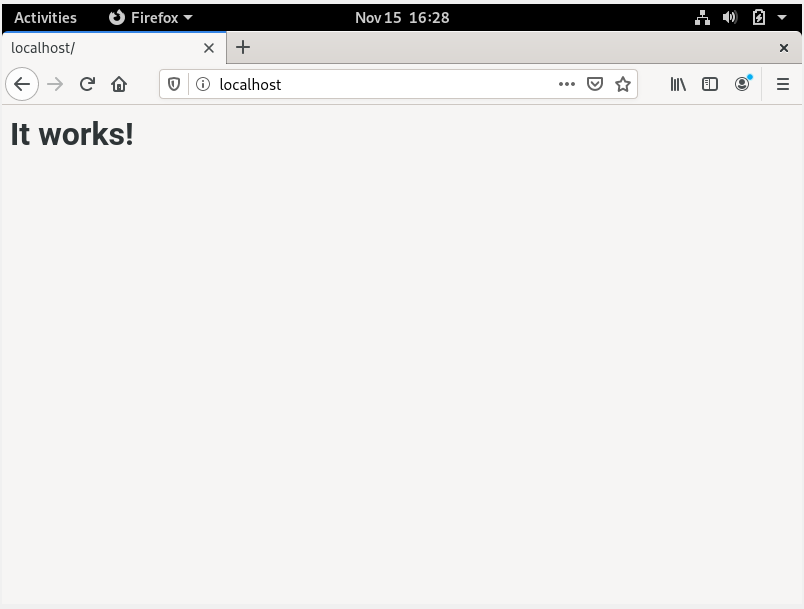 Activities Firefox Nov 15 16:28
localhost/
localhost
It works!